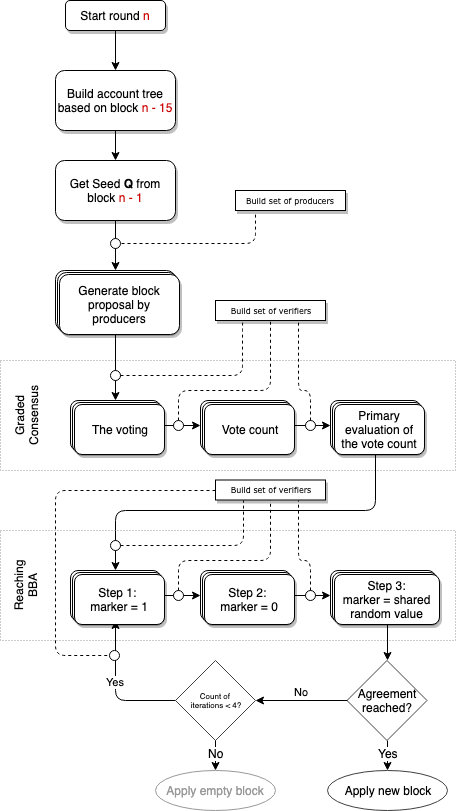 Start round n
Build account tree
based on block n - 15
Get Seed Q from
block n - 1
Build set of producers
Generate block
proposal by
producers
Build set of verifiers
Graded
Consensus
The voting
Vote count
Primary
evaluation of
the vote count
Build set of verifiers
Reaching
BBA
Step 1:
marker = 1
Step 2:
marker = 0
Step 3:
marker = shared
random value
Yes
Count of
iterations < 4?
No
Agreement
reached?
No
Yes
Apply empty block
Apply new block